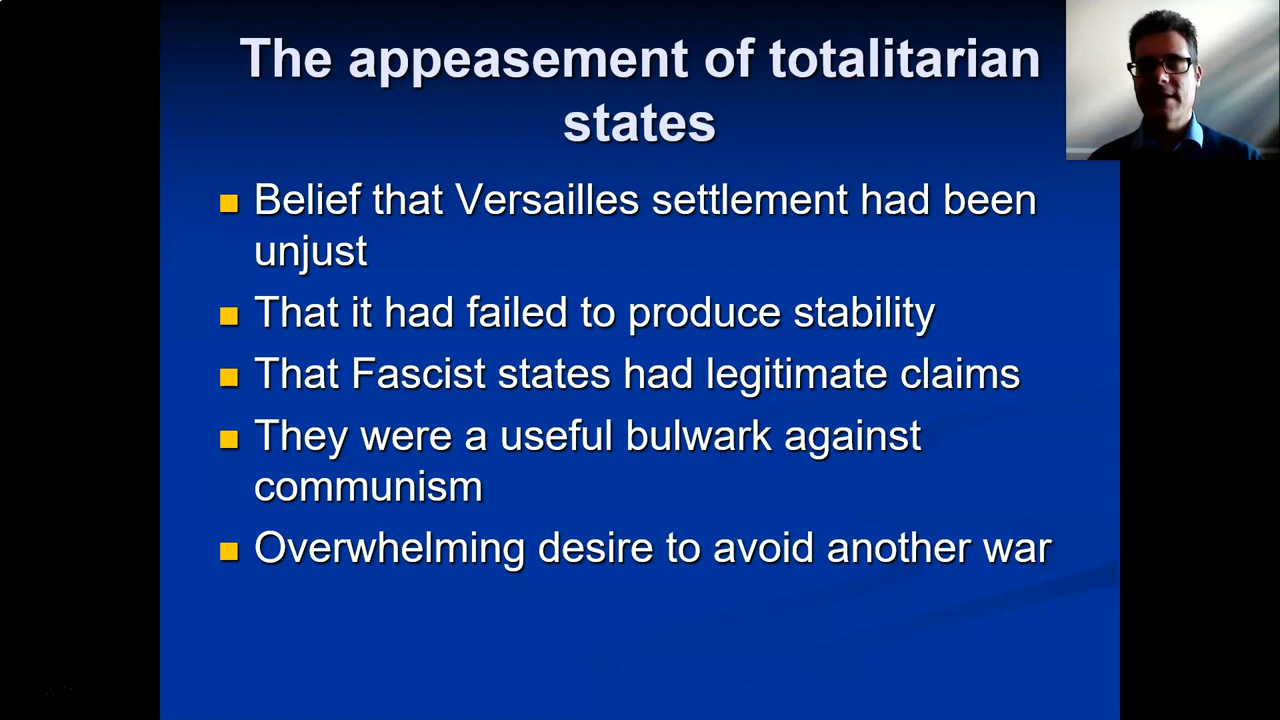 The appeasement of totalitarian
states
Belief that Versailles settlement had been
unjust
That it had failed to produce stability
That Fascist states had legitimate claims
They were a useful bulwark against
communism
Overwhelming desire to avoid another war